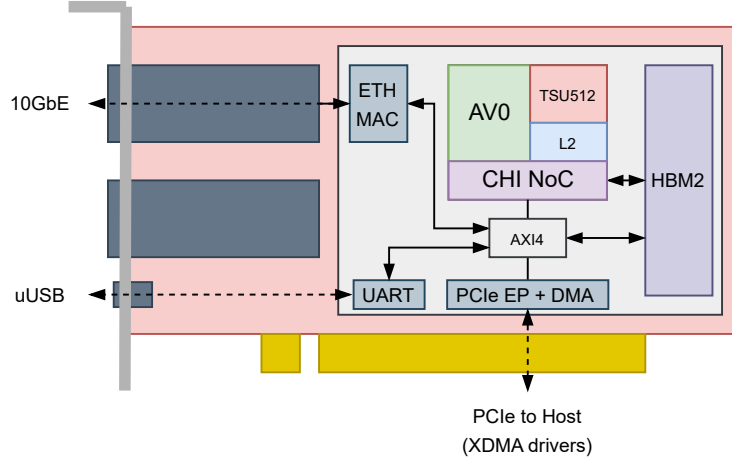 10GbE
ETH
MAC
AV0
TSU512
L2
CHI NoC
HBM2
AXI4
uUSB
UART
PCIe EP + DMA
PCIe to Host
(XDMA drivers)